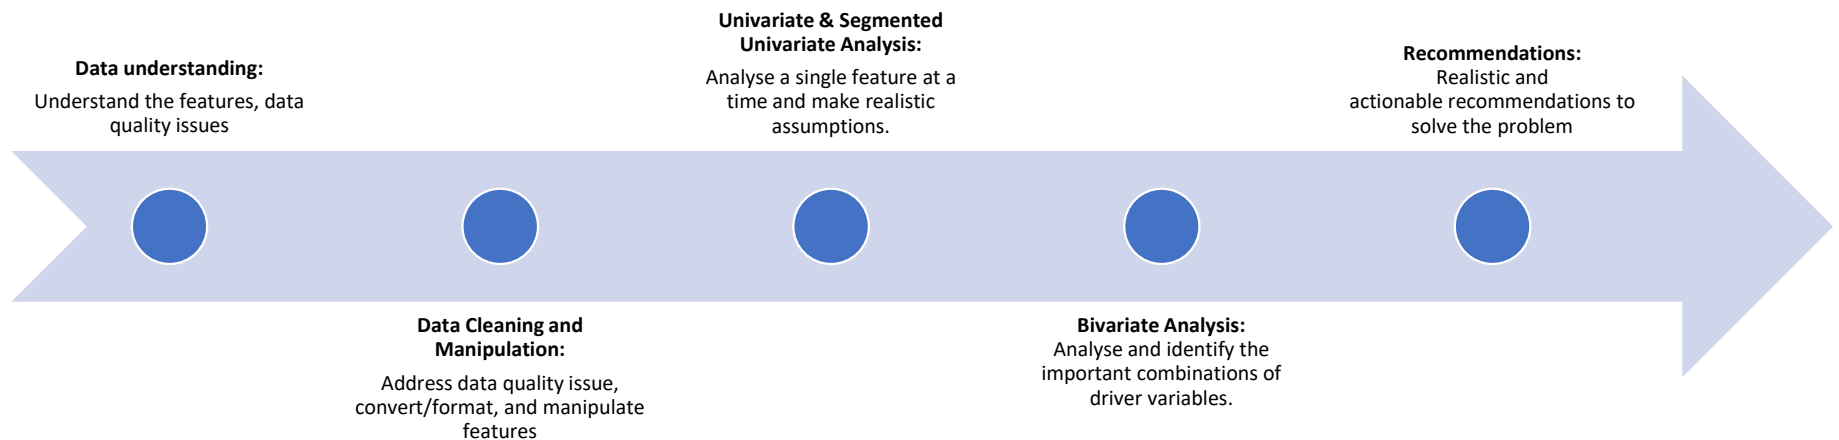 Data understanding:
Understand the features, data
quality issues
Data Cleaning and
Manipulation:
Address data quality issue,
convert/format, and manipulate
features
Univariate & Segmented
Univariate Analysis:
Analyse a single feature at a
time and make realistic
assumptions.
Bivariate Analysis:
Analyse and identify the
important combinations of
driver variables.
Recommendations:
Realistic and
actionable recommendations to
solve the problem